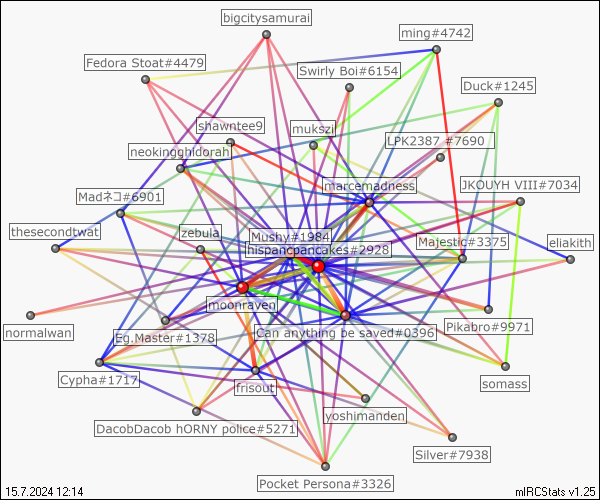 bigcitysamurai
ming#4742
Fedora Stoat#4479
Swirly Boi#6154
Duck#1245
shawntee9
mukszil
LPK2387 #7690
neokingghidorah
marcemadness
JKOUYH VIII#7034
Madネコ#6901
thesecondtwat
zebula
Mushy#1984
hispancpancakes#2928
Majestic#3375
eliakith
moonraven
normalwan
Eg.Master#1378
Can anything be saved#0396
Pikabro#9971
Cypha#1717
frisout
somass
yoshimanden
DacobDacob hORNY police#5271
Silver#7938
Pocket Persona#3326
15.7.2024 12:14
mIRCStats v1.25